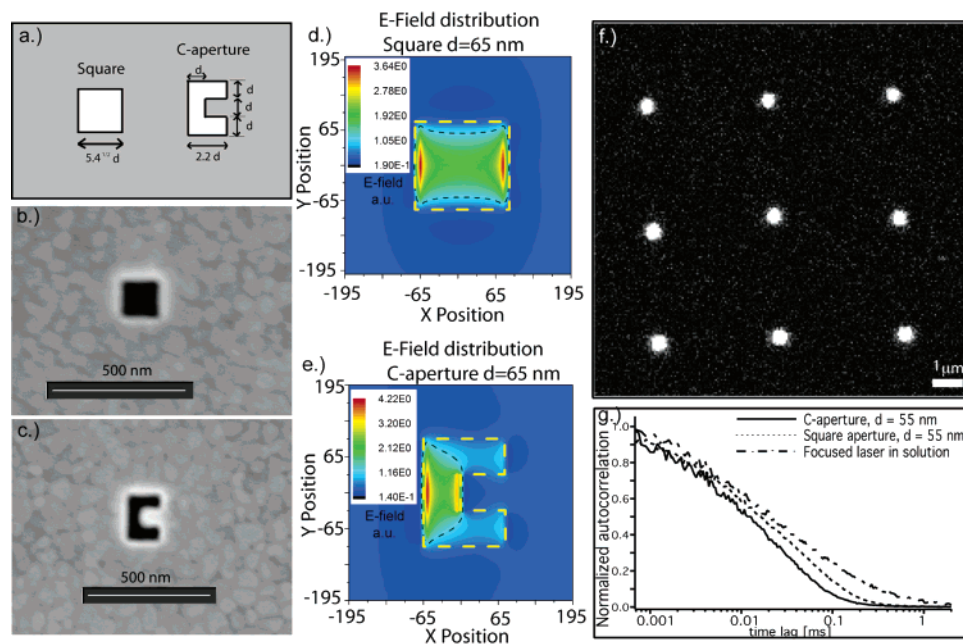 a.)
Square
C-aperture
d
d
d
d
5.4 1/2 d
2.2 d
b.)
500 nm
c.)
500 nm
d.)
E-Field distribution
Square d=65 nm
195
3.64E0
2.78E0
1.92E0
1.05E0
1.90E-1
E-field
a.u.
65
-65
-195
Y Position
-195
-65
65
195
X Position
e.)
E-Field distribution
C-aperture d=65 nm
195
4.22E0
3.20E0
2.18E0
1.16E0
1.40E-1
E-field
a.u.
65
-65
-195
Y Position
-195
-65
65
195
X Position
f.)
1μm
g.)
C-aperture, d = 55 nm
Square aperture, d = 55 nm
Focused laser in solution
Normalized autocorrelation
1.0
0.8
0.6
0.4
0.2
0.0
0.001
0.01
0.1
1
time lag [ms]